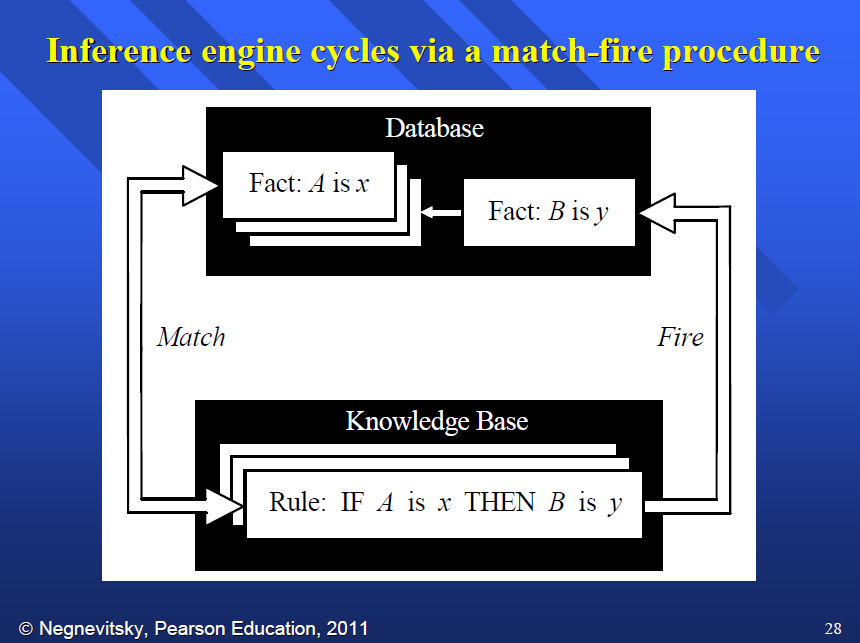 Inference engine cycles via a match-fire procedure
Database
Fact: A is x
Fact: B is y
Match
Fire
Knowledge Base
Rule: IF A is x THEN B is y
© Negnevitsky, Pearson Education, 2011
28